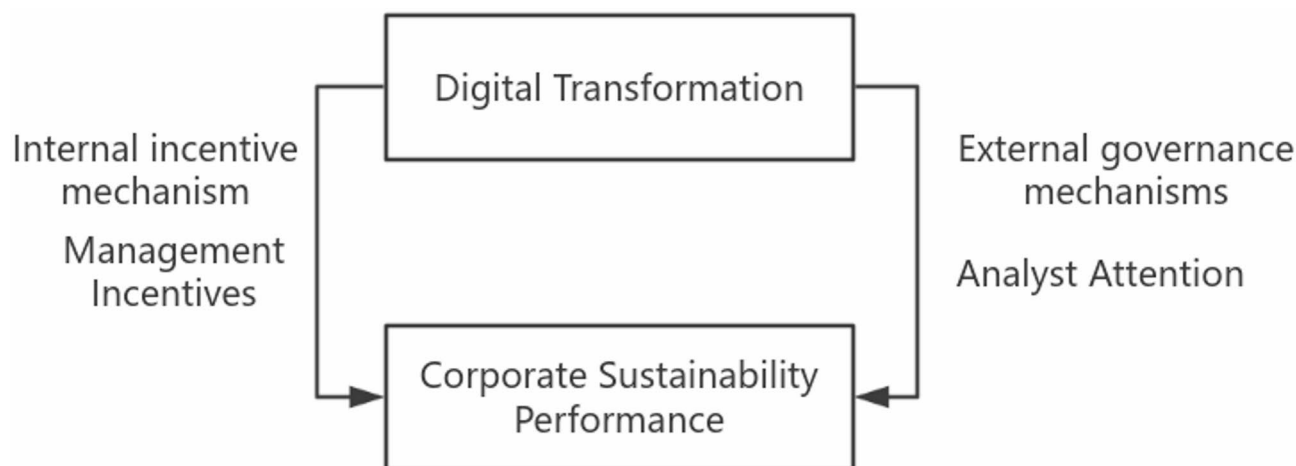 Digital Transformation
Internal incentive
mechanism
Management
Incentives
External governance
mechanisms
Analyst Attention
Corporate Sustainability
Performance